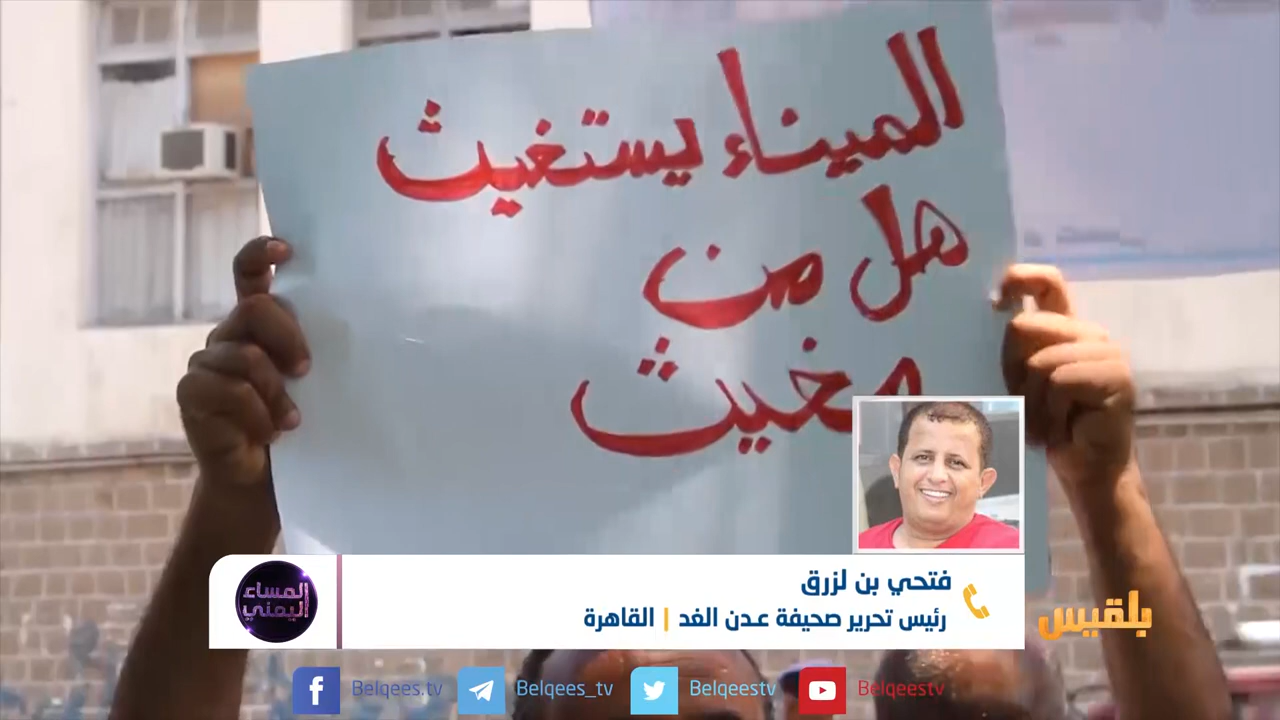 الميناء يستغيث
هل من
مغيث
المساء
اليمني
فتحي بن لزرق
رئيس تحرير صحيفة عدن الغد | القاهرة
بلقيس
Belqees.tv
Belqees_tv
Belqeestv
Belqeestv